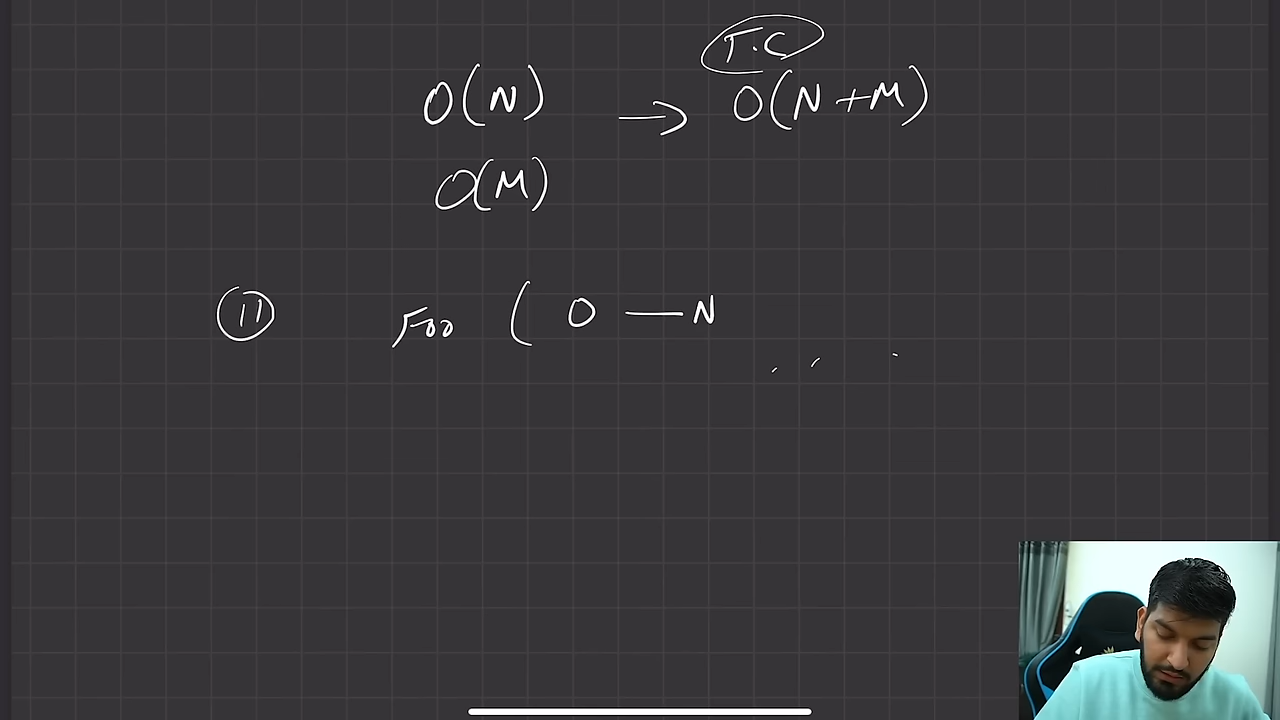 T.C
O(N) → O(N+M)
O(M)
11 Foo ( 0 — N